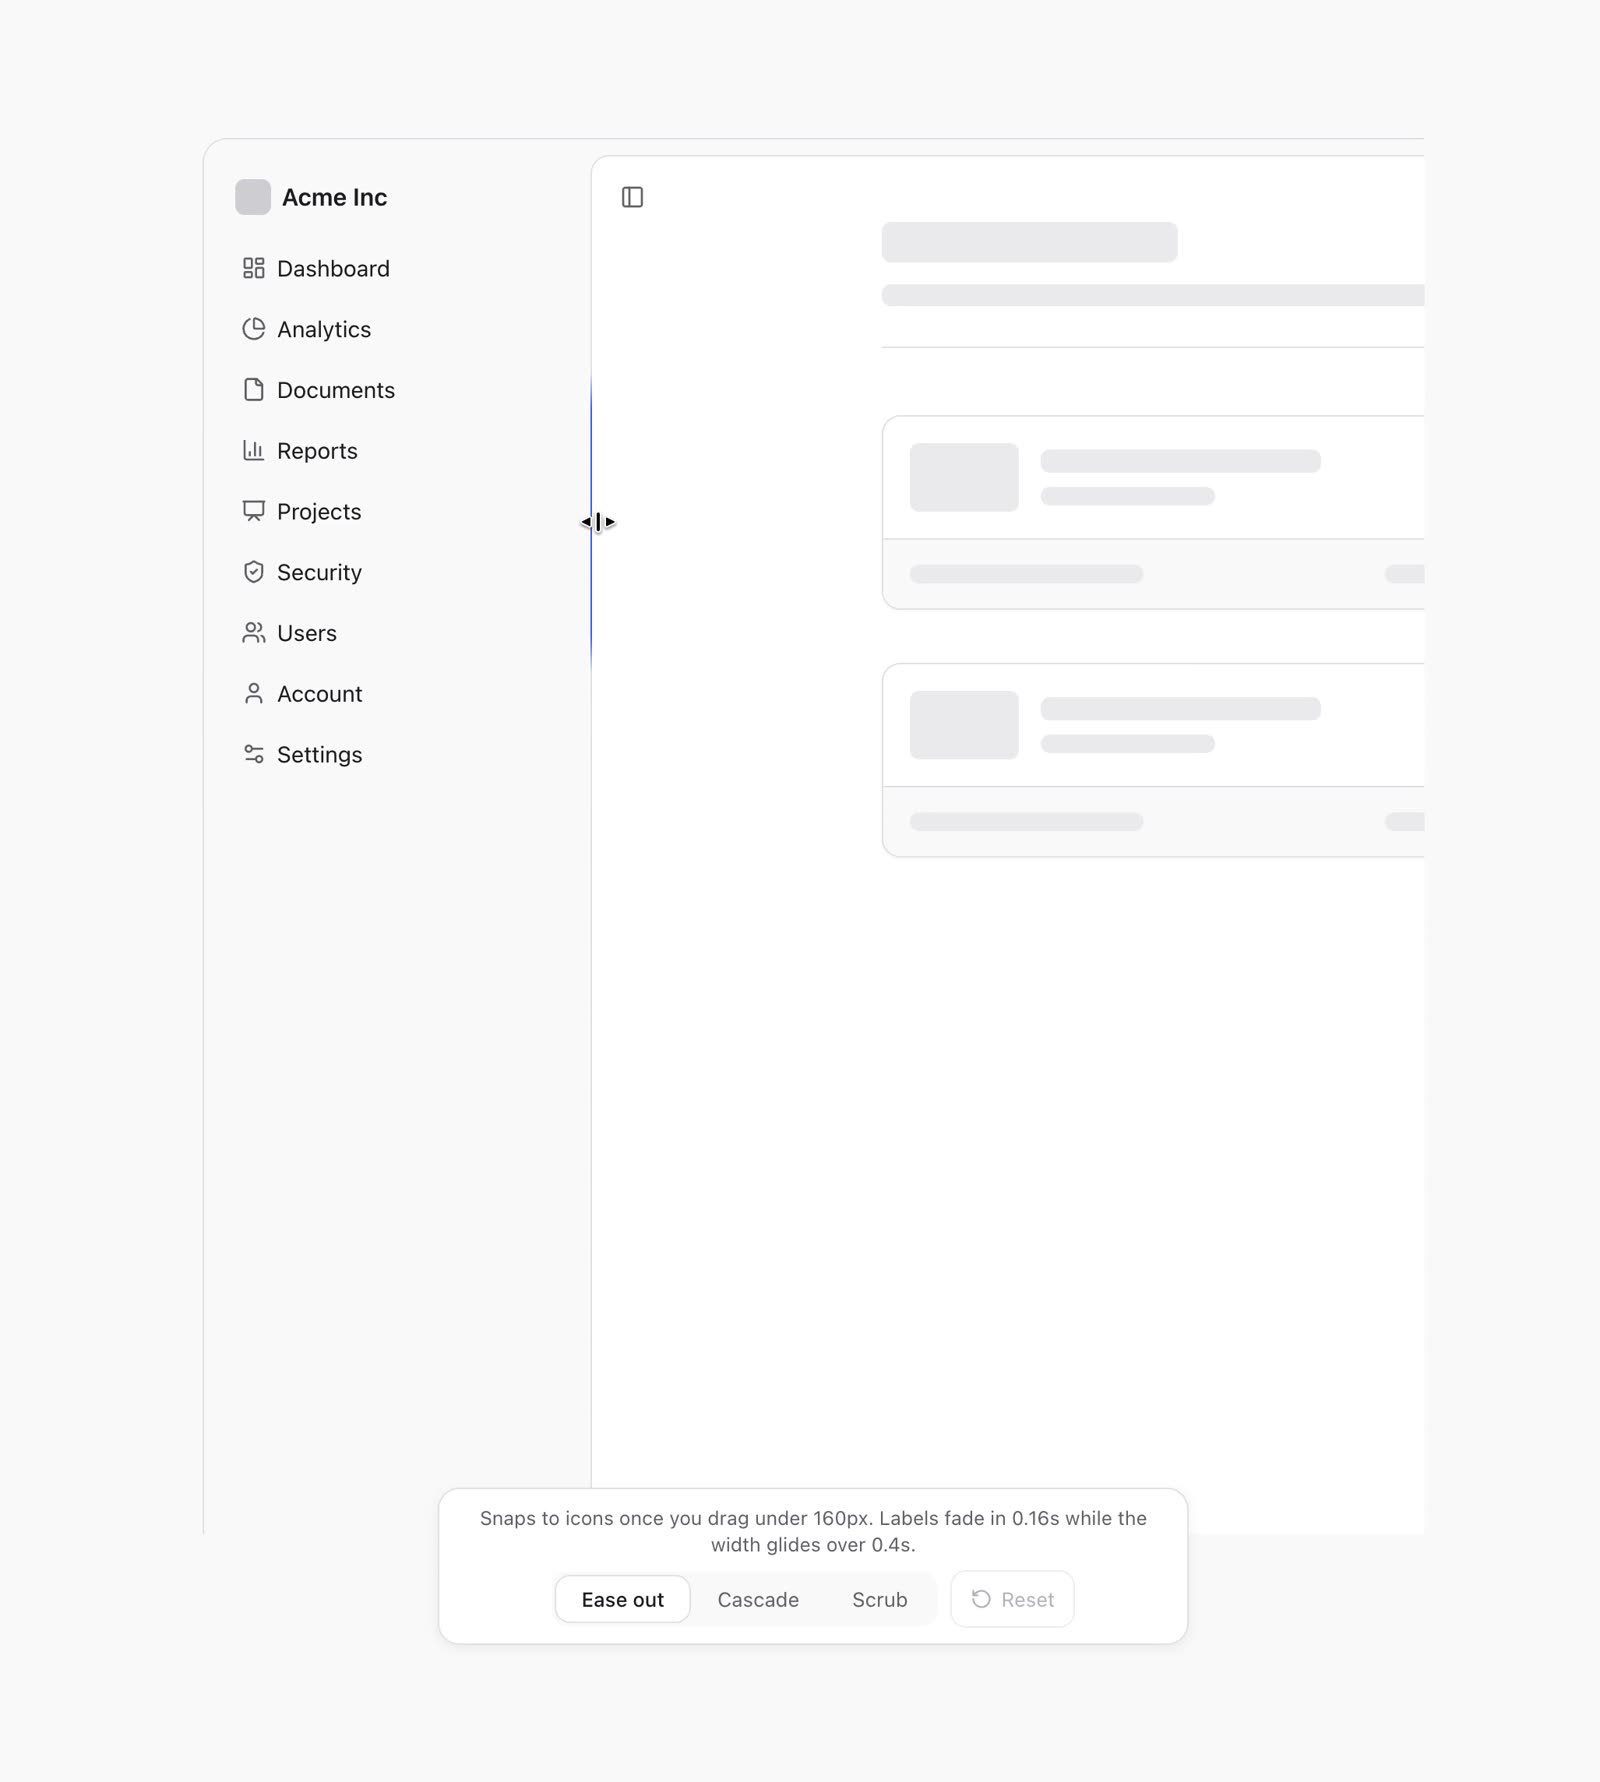 Acme Inc
Dashboard
Analytics
Documents
Reports
Projects
Security
Users
Account
Settings
Snaps to icons once you drag under 160px. Labels fade in 0.16s while the
width glides over 0.4s.
Ease out Cascade Scrub Reset